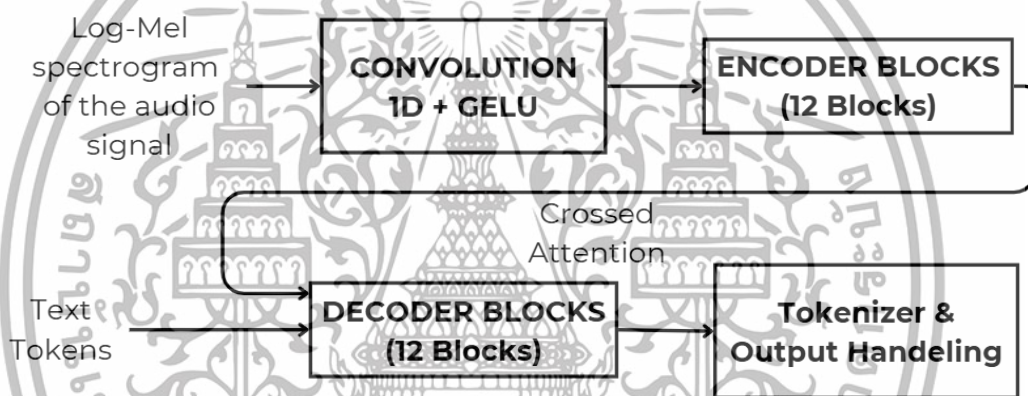 Log-Mel
spectrogram
of the audio
signal
CONVOLUTION
1D + GELU
ENCODER BLOCKS
(12 Blocks)
Crossed
Attention
Text
Tokens
DECODER BLOCKS
(12 Blocks)
Tokenizer &
Output Handeling